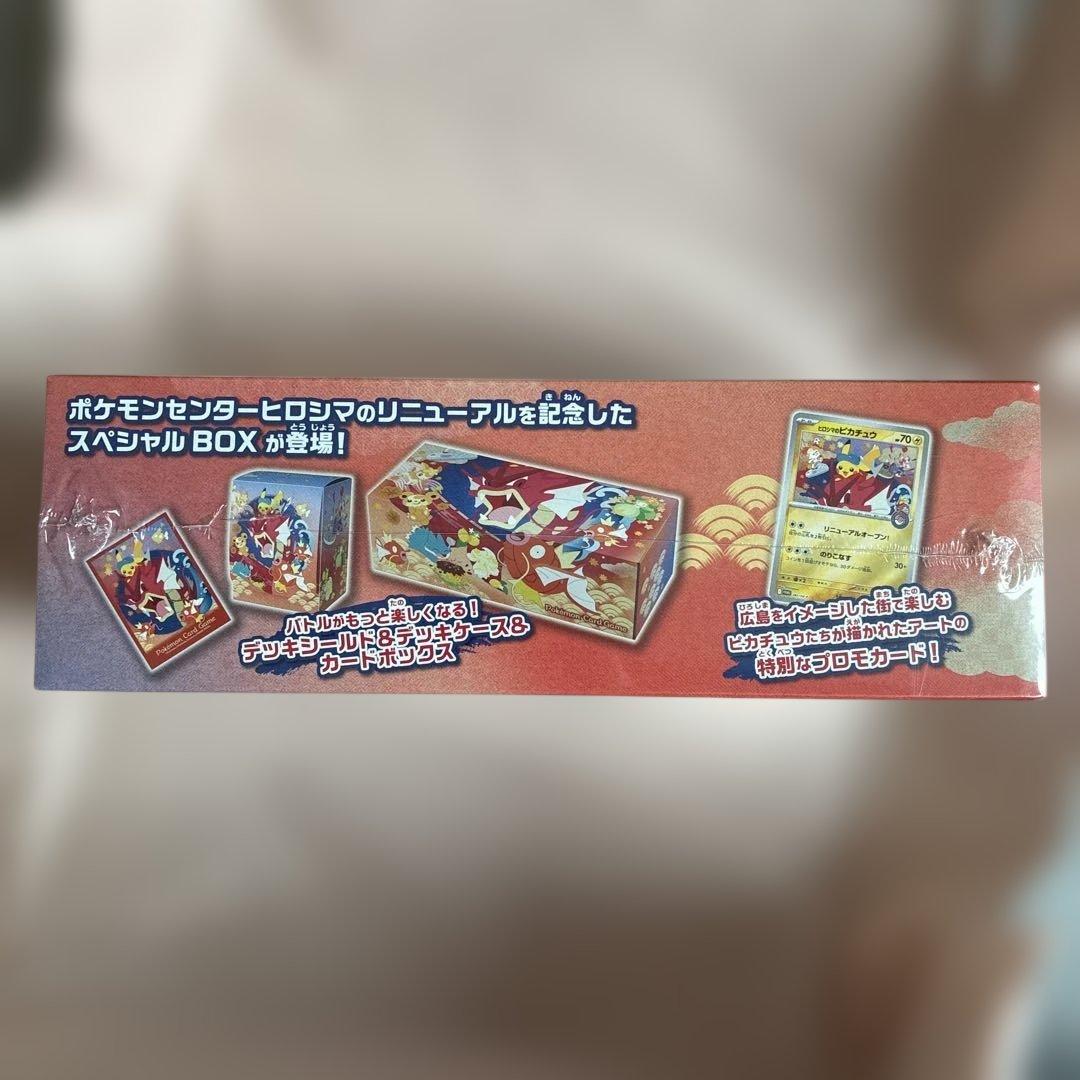 ポケモンセンターヒロシマのリニューアルを記念した
スペシャルBOXが登場!
Pokémon Card Game
Pokémon Card Game
バトルがもっと楽しくなる!
デッキシールド&デッキケース&
カードボックス
ヒロシマのピカチュウ HP70
リニューアルオープン!
のりこなす
30+
広島をイメージした街で楽しむ
ピカチュウたちが描かれたアートの
特別なプロモカード!